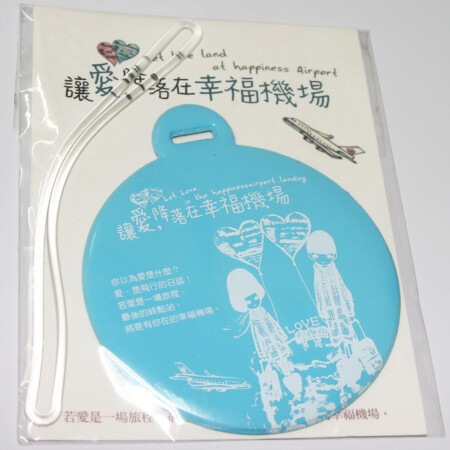 Let love land
at happiness Airport
讓愛降落在幸福機場
Let Love
in the happinessairport landing
讓愛,降落在幸福機場
你以為愛是什麼?
愛,是飛行的日誌!
若愛是一場旅程,
最後的終點站,
將是有你在的幸福機場。
LOVE
若愛是一場旅程
幸福機場。